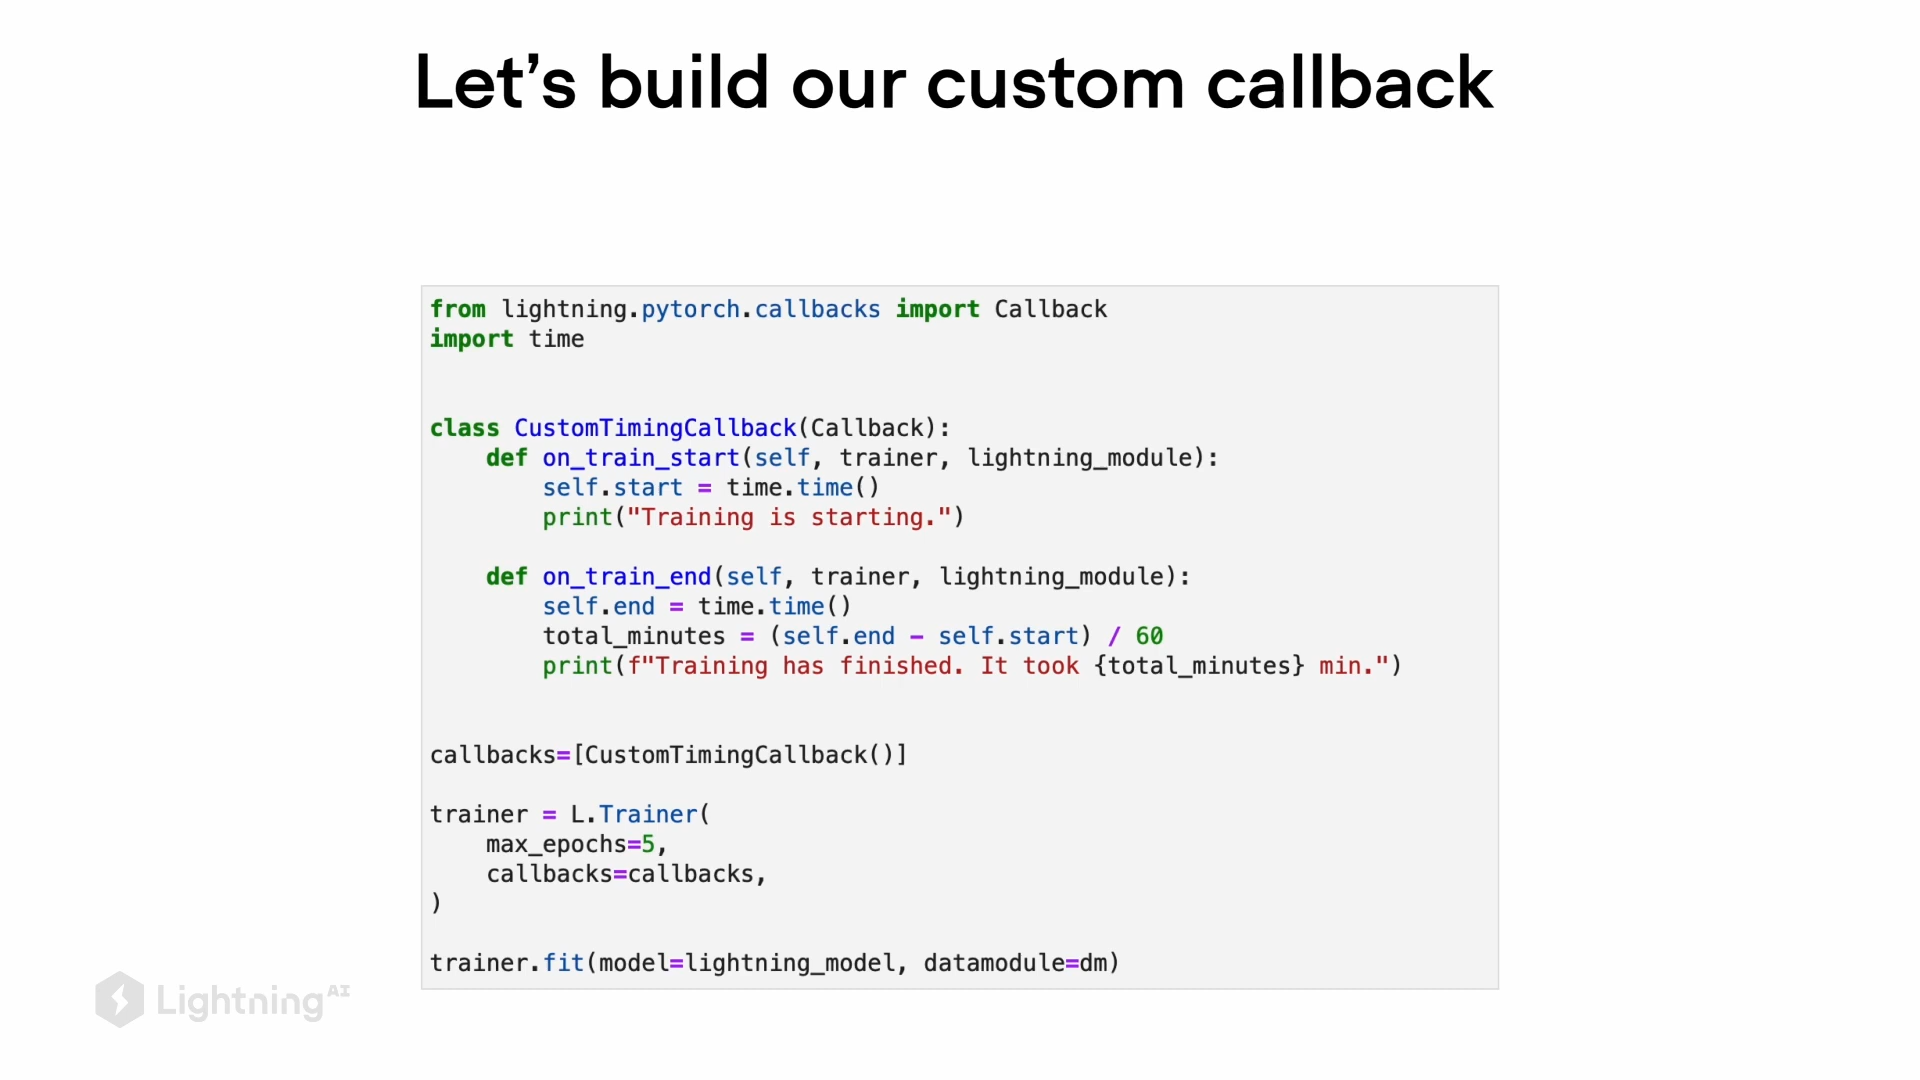 Let’s build our custom callback
from lightning.pytorch.callbacks import Callback
import time
class CustomTimingCallback(Callback):
    def on_train_start(self, trainer, lightning_module):
        self.start = time.time()
        print("Training is starting.")
    def on_train_end(self, trainer, lightning_module):
        self.end = time.time()
        total_minutes = (self.end - self.start) / 60
        print(f"Training has finished. It took {total_minutes} min.")
callbacks=[CustomTimingCallback()]
trainer = L.Trainer(
    max_epochs=5,
    callbacks=callbacks,
)
trainer.fit(model=lightning_model, datamodule=dm)
Lightning AI